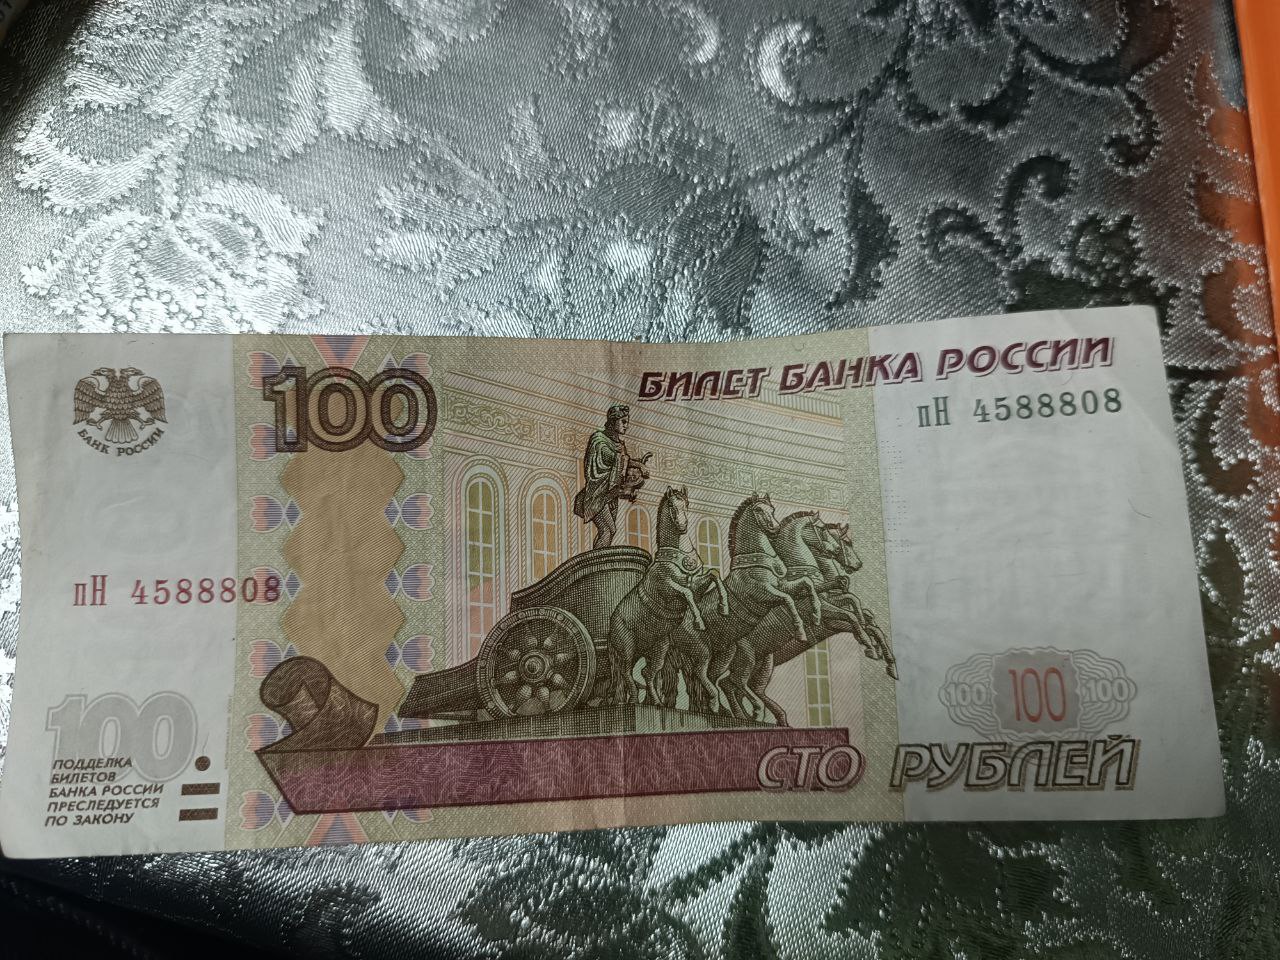 БИЛЕТ БАНКА РОССИИ
100
пН 4588808
БАНК РОССИИ
пН 4588808
100 100 100
100
ПОДДЕЛКА
БИЛЕТОВ
БАНКА РОССИИ
ПРЕСЛЕДУЕТСЯ
ПО ЗАКОНУ
СТО РУБЛЕЙ